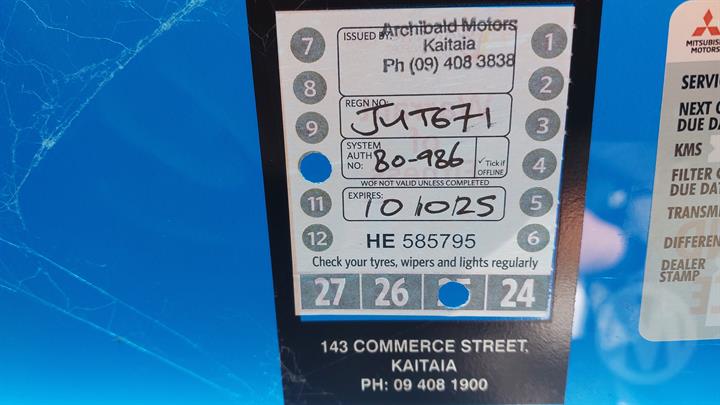 Archibald Motors
Kaitaia
Ph (09) 408 3838
ISSUED BY:
7
8
9
11
12
1
2
3
4
5
6
REGN NO:
JUT671
SYSTEM
AUTH
NO:
80-986
✓ Tick if
OFFLINE
WOF NOT VALID UNLESS COMPLETED
EXPIRES:
10 10 25
HE 585795
Check your tyres, wipers and lights regularly
27 26 24
143 COMMERCE STREET,
KAITAIA
PH: 09 408 1900
MITSUBIS
MOTORS
SERVI
NEXT
DUE DA
KMS
FILTER
DUE DA
TRANSM
DIFFEREN
DEALER
STAMP